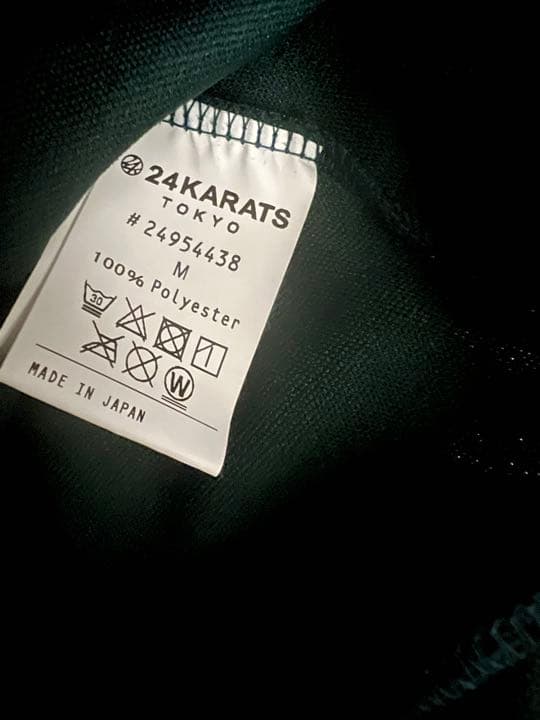 24KARATS
TOKYO
# 24954438
M
100% Polyester
30
W
MADE IN JAPAN